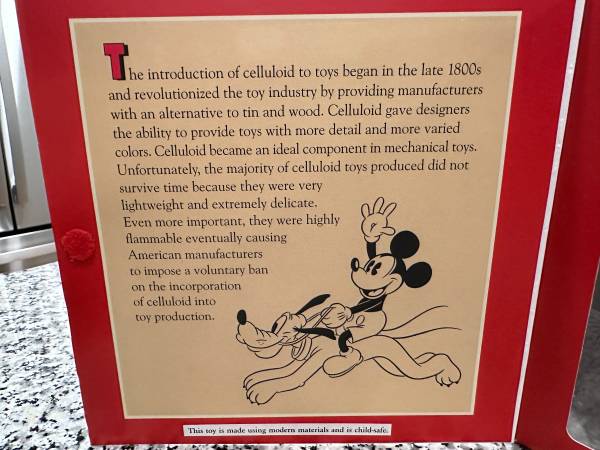 The introduction of celluloid to toys began in the late 1800s
and revolutionized the toy industry by providing manufacturers
with an alternative to tin and wood. Celluloid gave designers
the ability to provide toys with more detail and more varied
colors. Celluloid became an ideal component in mechanical toys.
Unfortunately, the majority of celluloid toys produced did not
survive time because they were very
lightweight and extremely delicate.
Even more important, they were highly
flammable eventually causing
American manufacturers
to impose a voluntary ban
on the incorporation
of celluloid into
toy production.
This toy is made using modern materials and is child-safe.